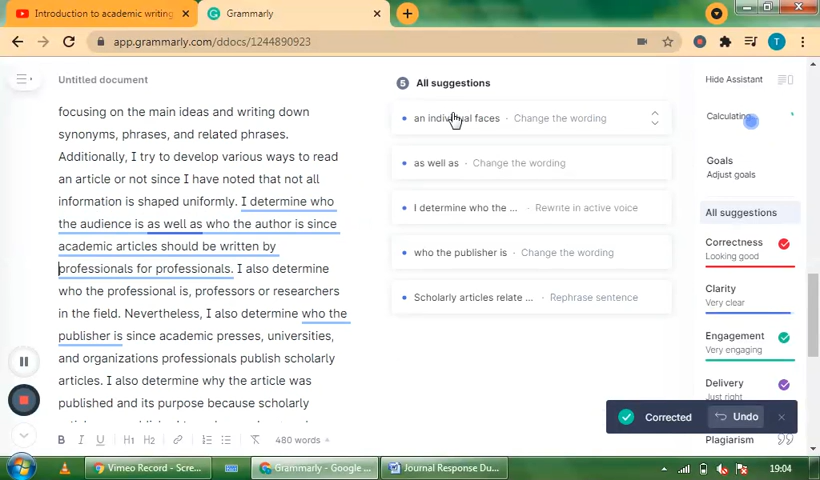 Introduction to academic writing
Grammarly
app.grammarly.com/ddocs/1244890923
T
Untitled document
5 All suggestions
Hide Assistant
focusing on the main ideas and writing down
synonyms, phrases, and related phrases.
Additionally, I try to develop various ways to read
an article or not since I have noted that not all
information is shaped uniformly. I determine who
the audience is as well as who the author is since
academic articles should be written by
professionals for professionals. I also determine
who the professional is, professors or researchers
in the field. Nevertheless, I also determine who the
publisher is since academic presses, universities,
and organizations professionals publish scholarly
articles. I also determine why the article was
published and its purpose because scholarly
an individual faces · Change the wording
as well as · Change the wording
I determine who the ... · Rewrite in active voice
who the publisher is · Change the wording
Scholarly articles relate ... · Rephrase sentence
Calculating
Goals
Adjust goals
All suggestions
Correctness
Looking good
Clarity
Very clear
Engagement
Very engaging
Delivery
Just right
Plagiarism
Corrected Undo
B I U H1 H2 480 words
Vimeo Record - Scre...
Grammarly - Google ...
Journal Response Du...
19:04